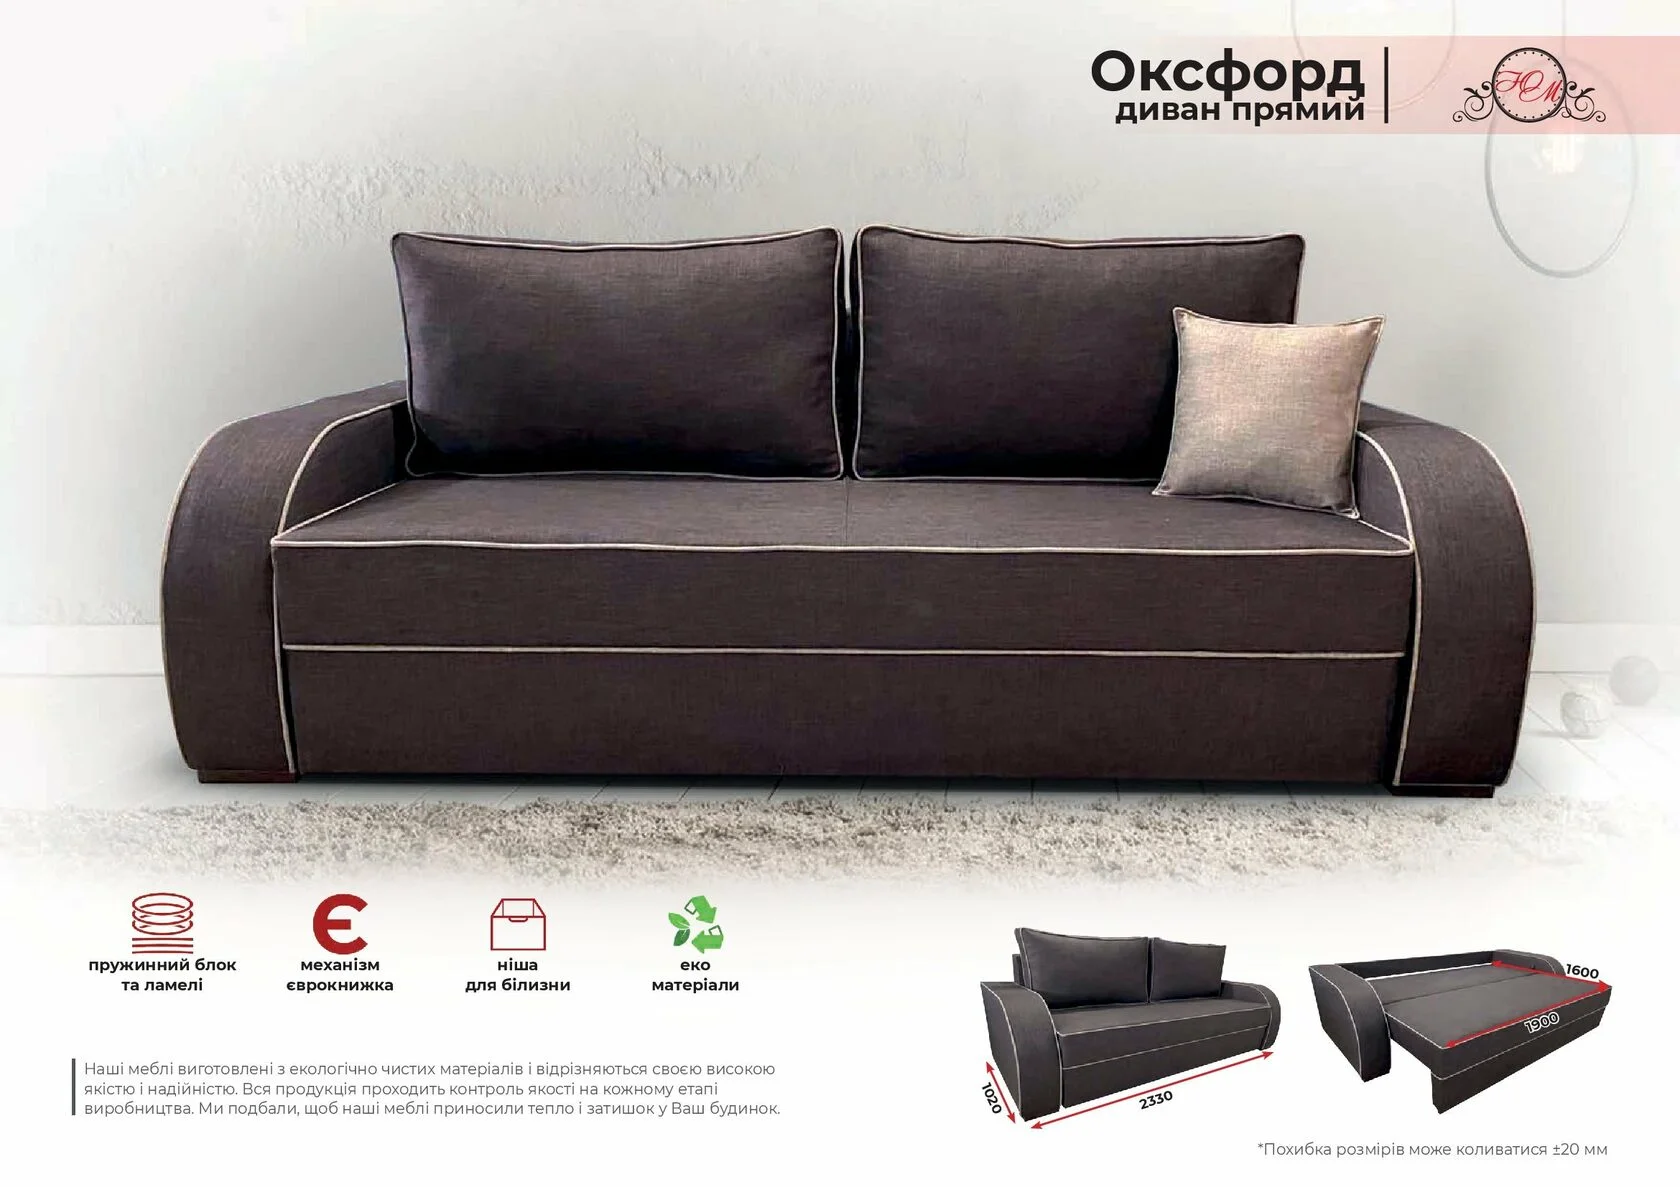 Оксфорд
диван прямий
ЮМ
пружинний блок
та ламелі
механізм
єврокнижка
ніша
для білизни
еко
матеріали
Наші меблі виготовлені з екологічно чистих матеріалів і відрізняються своєю високою
якістю і надійністю. Вся продукція проходить контроль якості на кожному етапі
виробництва. Ми подбали, щоб наші меблі приносили тепло і затишок у Ваш будинок.
1020
2330
1600
1900
*Похибка розмірів може коливатися ±20 мм